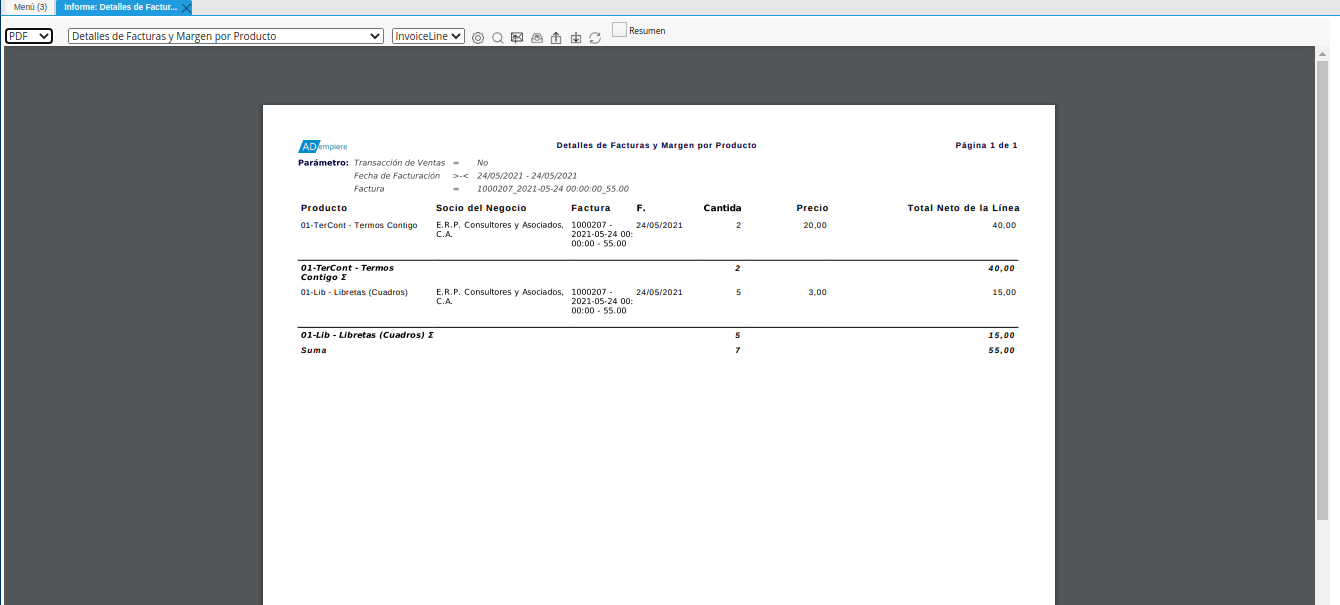 Menú (3) Informe: Detalles de Factur...
PDF Detalles de Facturas y Margen por Producto InvoiceLine Resumen
ADempiere Detalles de Facturas y Margen por Producto Página 1 de 1
Parámetro: Transacción de Ventas = No
Fecha de Facturación >-< 24/05/2021 - 24/05/2021
Factura = 1000207_2021-05-24 00:00:00_55.00
Producto Socio del Negocio Factura F. Cantida Precio Total Neto de la Línea
01-TerCont - Termos Contigo E.R.P. Consultores y Asociados, 1000207 - 24/05/2021 2 20,00 40,00
C.A. 2021-05-24 00:
00:00 - 55.00
01-TerCont - Termos 2 40,00
Contigo Σ
01-Lib - Libretas (Cuadros) E.R.P. Consultores y Asociados, 1000207 - 24/05/2021 5 3,00 15,00
C.A. 2021-05-24 00:
00:00 - 55.00
01-Lib - Libretas (Cuadros) Σ 5 15,00
Suma 7 55,00